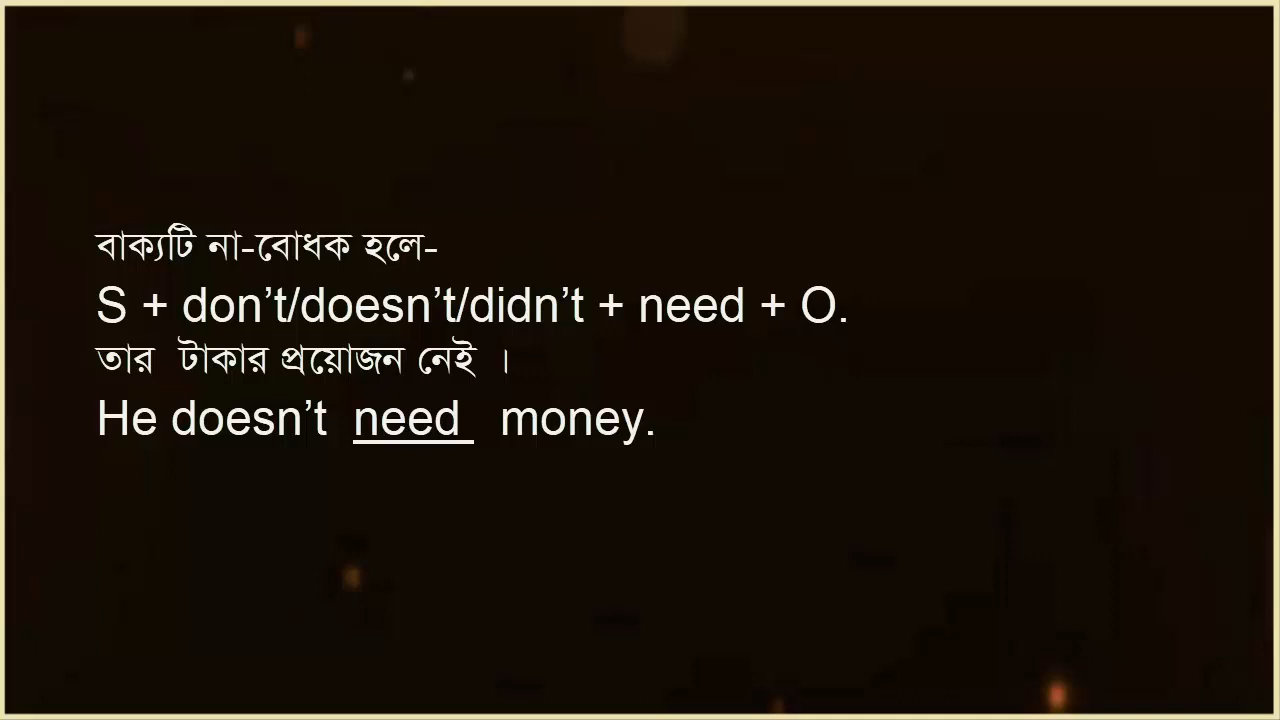 বাক্যটি না-বোধক হলে-
S + don’t/doesn’t/didn’t + need + O.
তার টাকার প্রয়োজন নেই ।
He doesn’t need money.